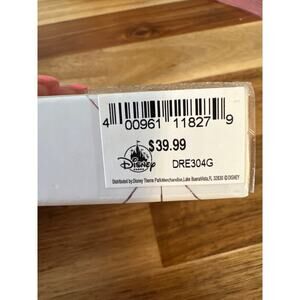 4 00961 11827 9
$39.99
Disney
PARKS
DRE304G
Distributed by Disney Theme Park Merchandise, Lake Buena Vista, FL 32830 © DISNEY